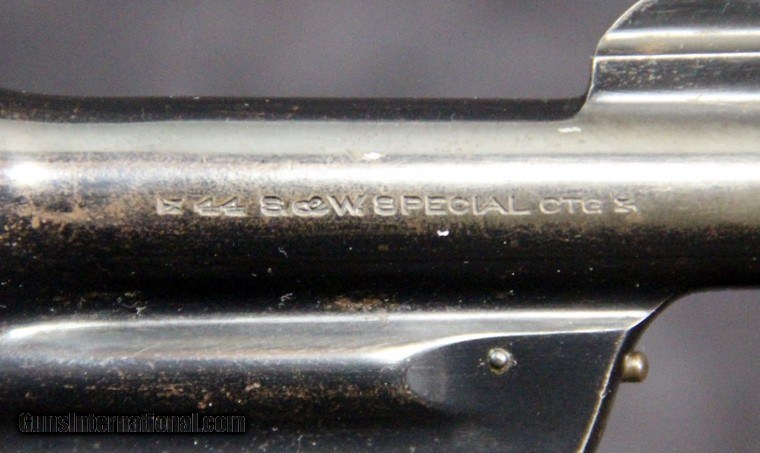 44 S&W. SPECIAL CTG
GunsInternational.com